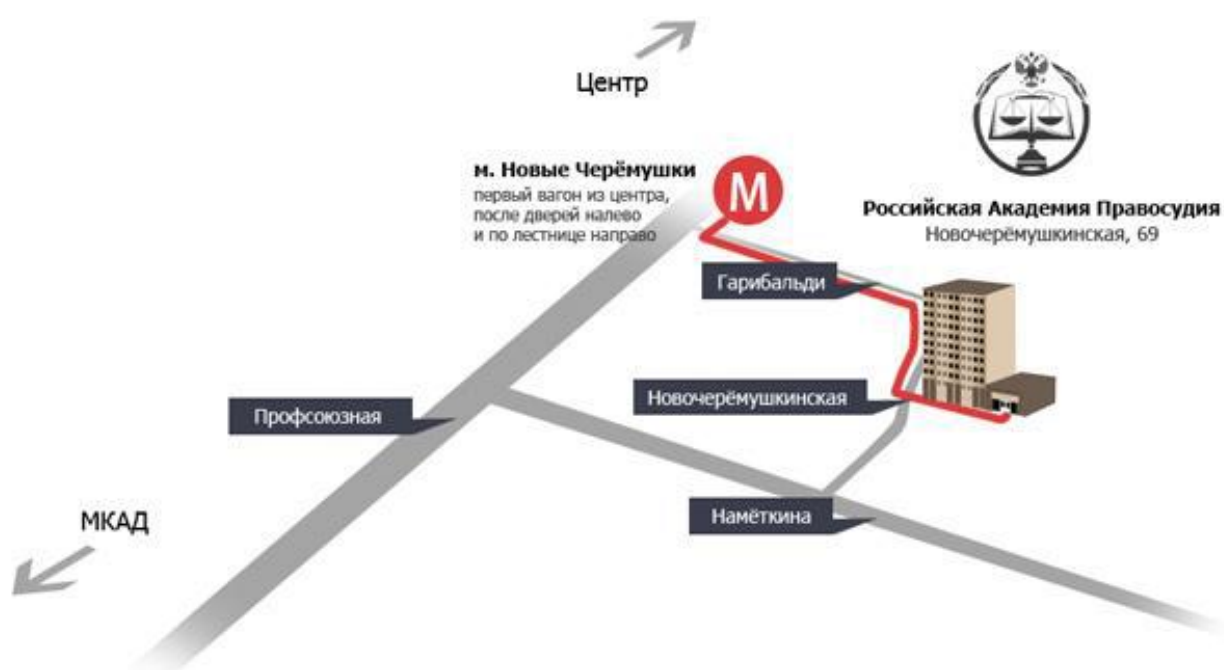 Центр
м. Новые Черёмушки
первый вагон из центра,
после дверей налево
и по лестнице направо
М
Российская Академия Правосудия
Новочерёмушкинская, 69
Гарибальди
Новочерёмушкинская
Профсоюзная
Намёткина
МКАД